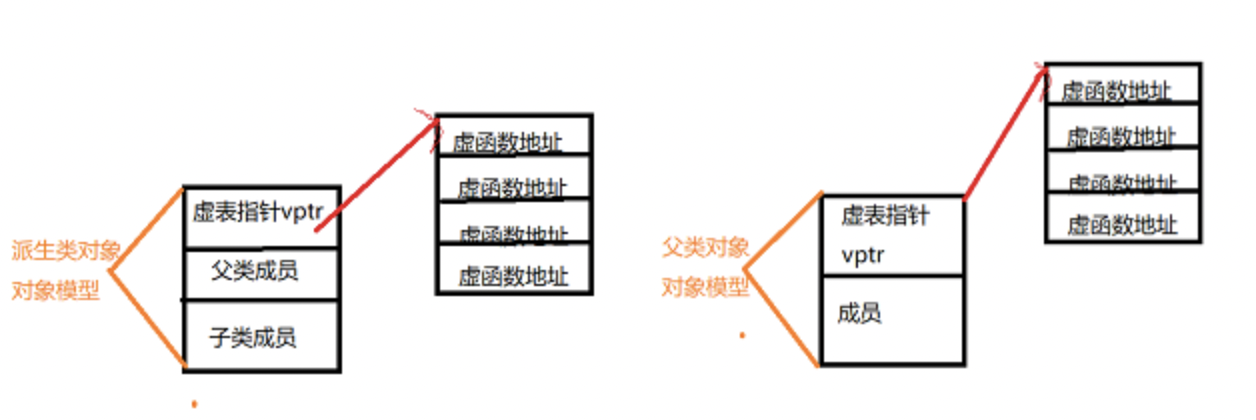 派生类对象
对象模型
虚表指针vptr
父类成员
子类成员
虚函数地址
虚函数地址
虚函数地址
虚函数地址
父类对象
对象模型
虚表指针
vptr
成员
虚函数地址
虚函数地址
虚函数地址
虚函数地址